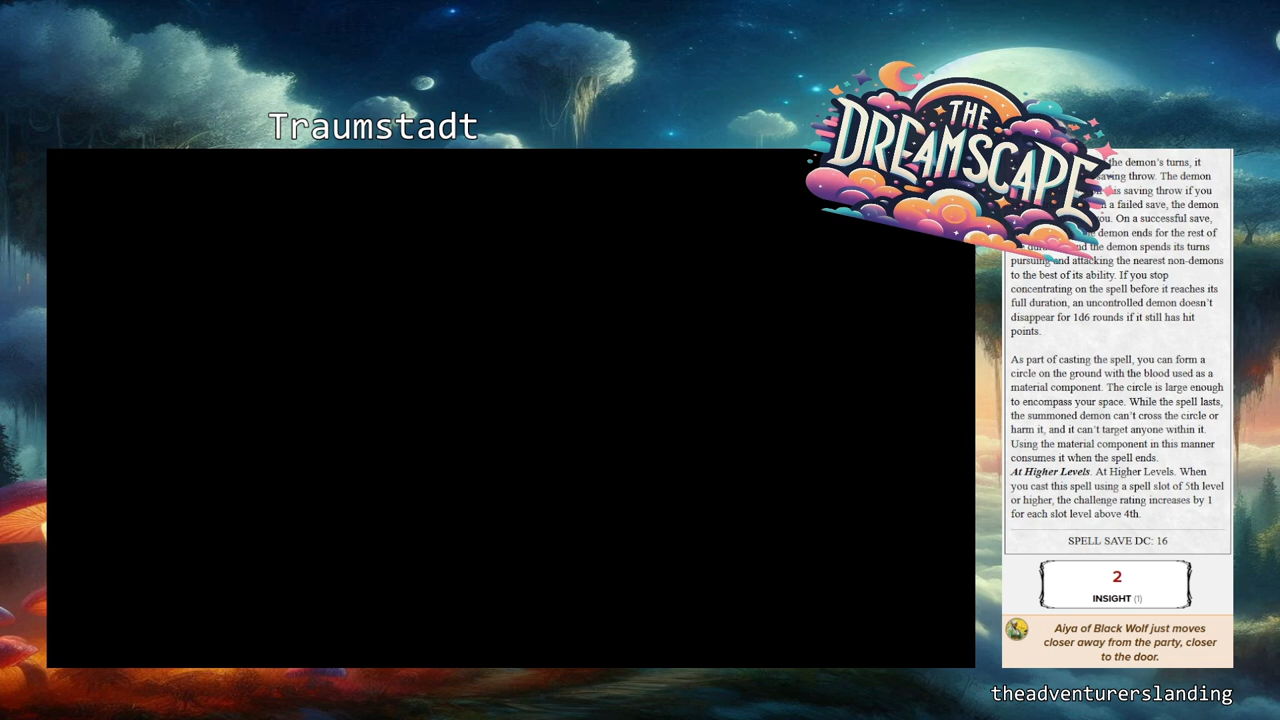 Traumstadt
THE
DREAMSCAPE
the demon's turns, it
saving throw. The demon
is saving throw if you
a failed save, the demon
you. On a successful save,
demon ends for the rest of
and the demon spends its turns
pursuing and attacking the nearest non-demons
to the best of its ability. If you stop
concentrating on the spell before it reaches its
full duration, an uncontrolled demon doesn't
disappear for 1d6 rounds if it still has hit
points.
As part of casting the spell, you can form a
circle on the ground with the blood used as a
material component. The circle is large enough
to encompass your space. While the spell lasts,
the summoned demon can't cross the circle or
harm it, and it can't target anyone within it.
Using the material component in this manner
consumes it when the spell ends.
At Higher Levels. At Higher Levels. When
you cast this spell using a spell slot of 5th level
or higher, the challenge rating increases by 1
for each slot level above 4th.
SPELL SAVE DC: 16
2
INSIGHT (1)
Aiya of Black Wolf just moves
closer away from the party, closer
to the door.
theadventurerslanding